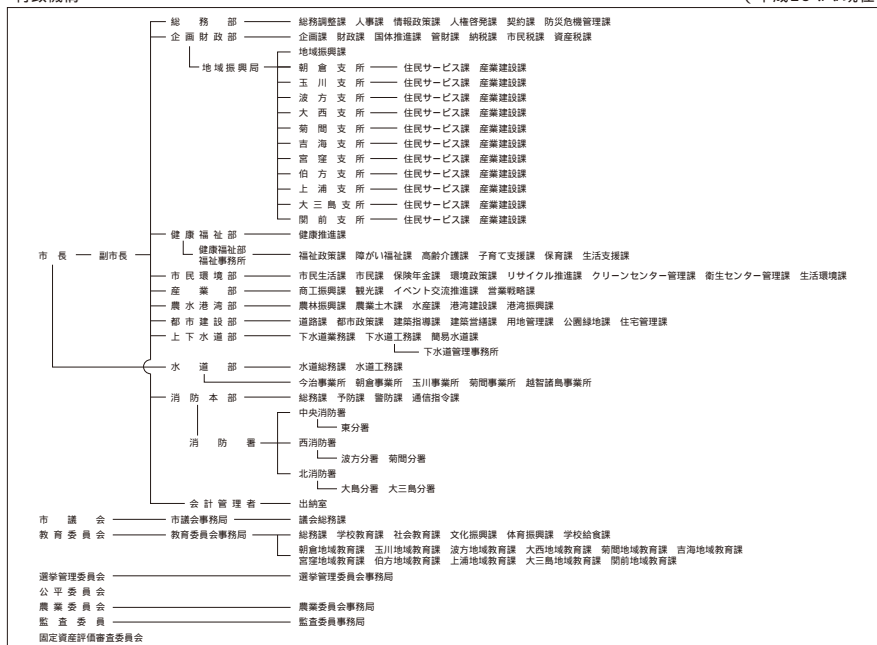 総務部 総務調整課 人事課 情報政策課 人権啓発課 契約課 防災危機管理課
企画財政部 企画課 財政課 国体推進課 管財課 納税課 市民税課 資産税課
地域振興課
地域振興局 朝倉支所 住民サービス課 産業建設課
玉川支所 住民サービス課 産業建設課
波方支所 住民サービス課 産業建設課
大西支所 住民サービス課 産業建設課
菊間支所 住民サービス課 産業建設課
吉海支所 住民サービス課 産業建設課
宮窪支所 住民サービス課 産業建設課
伯方支所 住民サービス課 産業建設課
上浦支所 住民サービス課 産業建設課
大三島支所 住民サービス課 産業建設課
関前支所 住民サービス課 産業建設課
健康福祉部 健康推進課
市長 副市長 健康福祉部
福祉事務所 福祉政策課 障がい福祉課 高齢介護課 子育て支援課 保育課 生活支援課
市民環境部 市民生活課 市民課 保険年金課 環境政策課 リサイクル推進課 クリーンセンター管理課 衛生センター管理課 生活環境課
産業部 商工振興課 観光課 イベント交流推進課 営業戦略課
農水港湾部 農林振興課 農業土木課 水産課 港湾建設課 港湾振興課
都市建設部 道路課 都市政策課 建築指導課 建築営繕課 用地管理課 公園緑地課 住宅管理課
上下水道部 下水道業務課 下水道工務課 簡易水道課
下水道管理事務所
水道部 水道総務課 水道工務課
今治事業所 朝倉事業所 玉川事業所 菊間事業所 越智諸島事業所
消防本部 総務課 予防課 警防課 通信指令課
中央消防署
東分署
消防署 西消防署
波方分署 菊間分署
北消防署
大島分署 大三島分署
会計管理者 出納室
市議会 市議会事務局 議会総務課
教育委員会 教育委員会事務局 総務課 学校教育課 社会教育課 文化振興課 体育振興課 学校給食課
朝倉地域教育課 玉川地域教育課 波方地域教育課 大西地域教育課 菊間地域教育課 吉海地域教育課
宮窪地域教育課 伯方地域教育課 上浦地域教育課 大三島地域教育課 関前地域教育課
選挙管理委員会 選挙管理委員会事務局
公平委員会
農業委員会 農業委員会事務局
監査委員 監査委員事務局
固定資産評価審査委員会